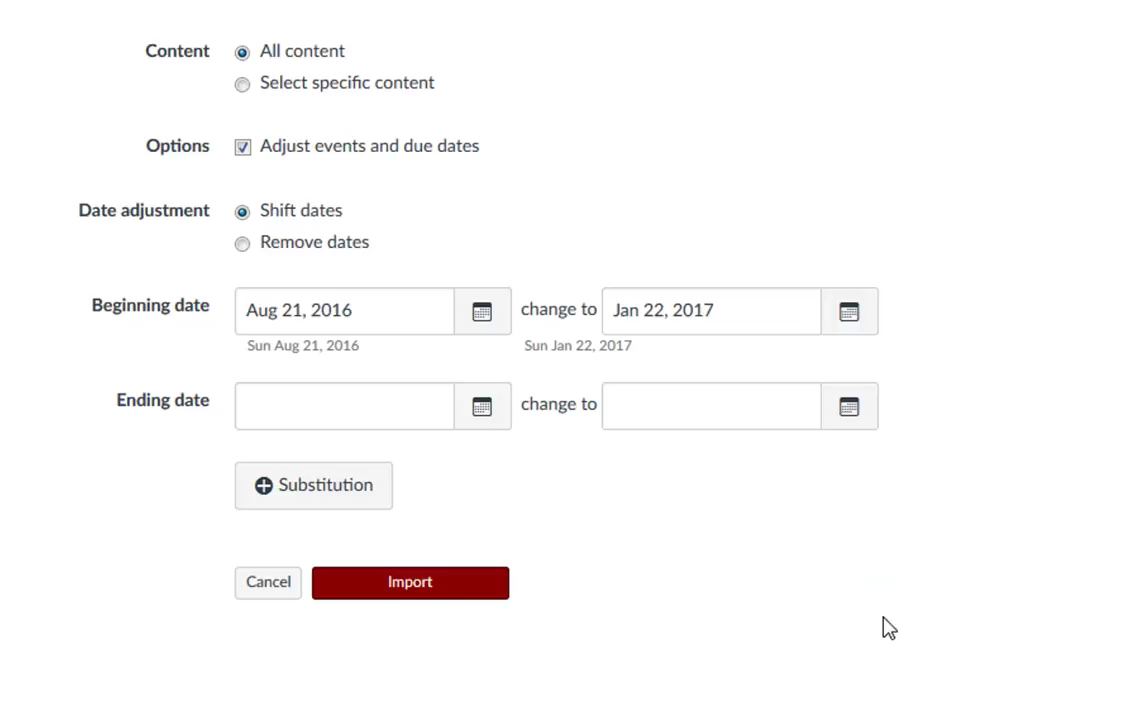 Content All content
Select specific content
Options Adjust events and due dates
Date adjustment Shift dates
Remove dates
Beginning date Aug 21, 2016 change to Jan 22, 2017
Sun Aug 21, 2016 Sun Jan 22, 2017
Ending date change to
Substitution
Cancel Import